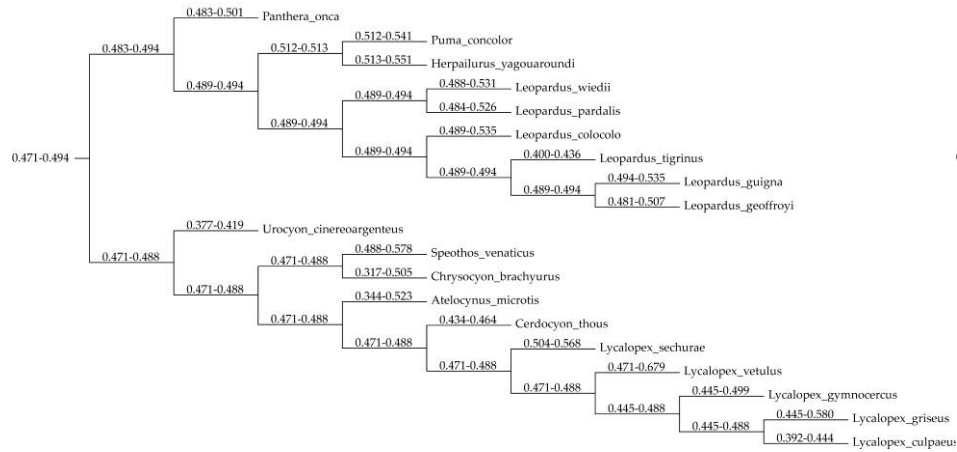 0.483-0.501
Panthera_onca
0.483-0.494
0.512-0.541
Puma_concolor
0.512-0.513
0.513-0.551
Herpailurus_yagouaroundi
0.489-0.494
0.488-0.531
Leopardus_wiedii
0.489-0.494
0.484-0.526
Leopardus_pardalis
0.489-0.494
0.489-0.535
Leopardus_colocolo
0.489-0.494
0.400-0.436
Leopardus_tigrinus
0.471-0.494
0.489-0.494
0.494-0.535
Leopardus_guigna
0.489-0.494
0.481-0.507
Leopardus_geoffroyi
0.377-0.419
Urocyon_cinereoargenteus
0.471-0.488
0.488-0.578
Speothos_venaticus
0.471-0.488
0.317-0.505
Chrysocyon_brachyurus
0.471-0.488
0.344-0.523
Atelocynus_microtis
0.471-0.488
0.434-0.464
Cerdocyon_thous
0.471-0.488
0.504-0.568
Lycalopex_sechurae
0.471-0.488
0.471-0.679
Lycalopex_vetulus
0.471-0.488
0.445-0.499
Lycalopex_gymnocercus
0.445-0.488
0.445-0.580
Lycalopex_griseus
0.445-0.488
0.392-0.444
Lycalopex_culpaeus